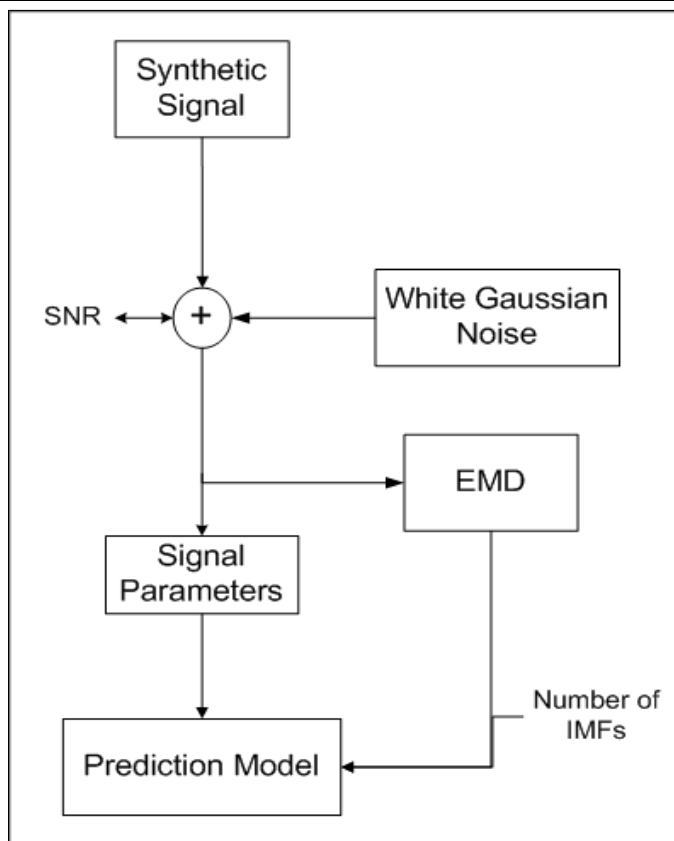 Synthetic
Signal
SNR
+
White Gaussian
Noise
EMD
Signal
Parameters
Number of
IMFs
Prediction Model